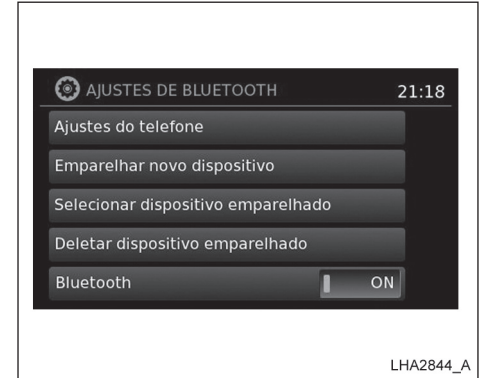 AJUSTES DE BLUETOOTH 21:18
Ajustes do telefone
Emparelhar novo dispositivo
Selecionar dispositivo emparelhado
Deletar dispositivo emparelhado
Bluetooth ON
LHA2844_A